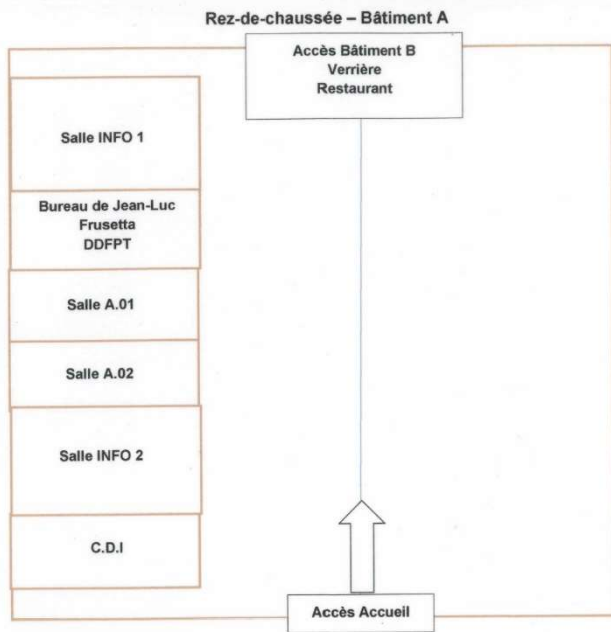 Rez-de-chaussée – Bâtiment A
Accès Bâtiment B
Verrière
Restaurant
Salle INFO 1
Bureau de Jean-Luc
Frusetta
DDFPT
Salle A.01
Salle A.02
Salle INFO 2
C.D.I
Accès Accueil